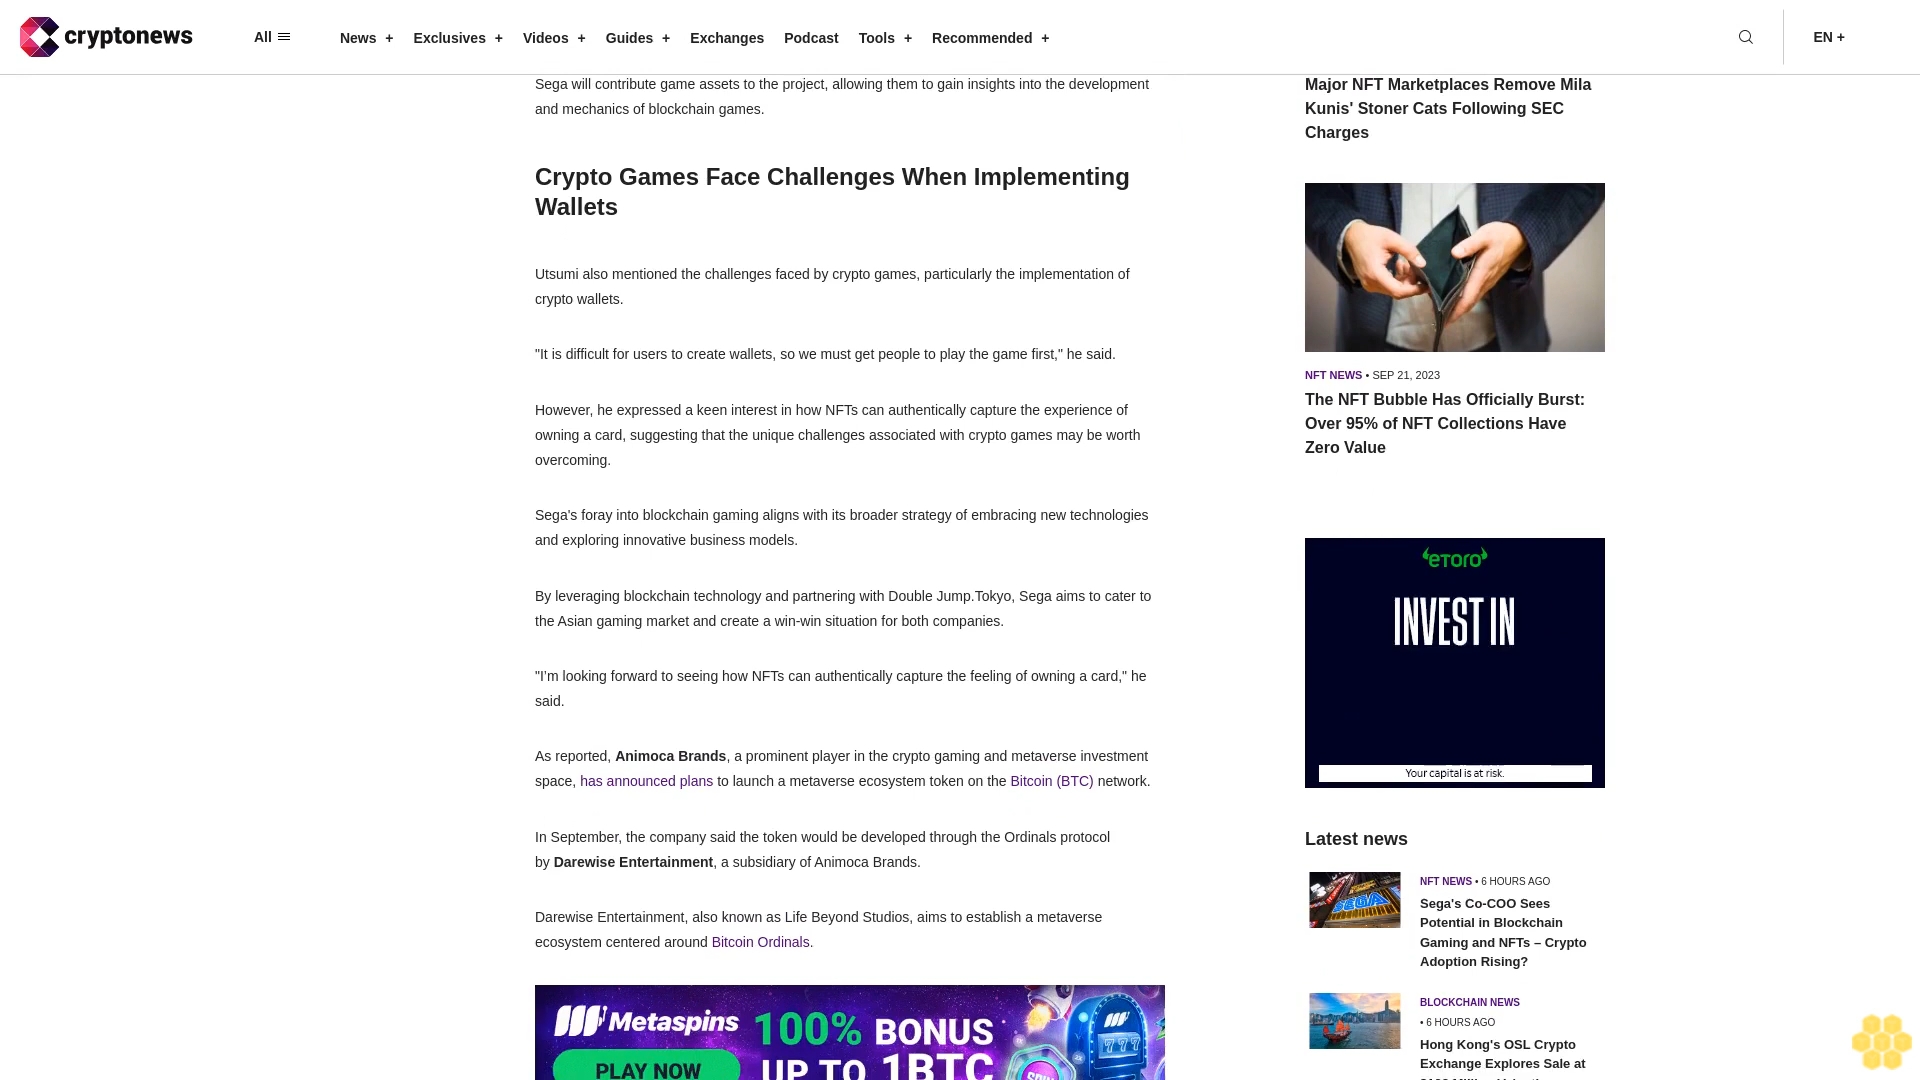 cryptonews
All
News +
Exclusives +
Videos +
Guides +
Exchanges
Podcast
Tools +
Recommended +
EN +
Sega will contribute game assets to the project, allowing them to gain insights into the development
and mechanics of blockchain games.
Crypto Games Face Challenges When Implementing
Wallets
Utsumi also mentioned the challenges faced by crypto games, particularly the implementation of
crypto wallets.
"It is difficult for users to create wallets, so we must get people to play the game first," he said.
However, he expressed a keen interest in how NFTs can authentically capture the experience of
owning a card, suggesting that the unique challenges associated with crypto games may be worth
overcoming.
Sega's foray into blockchain gaming aligns with its broader strategy of embracing new technologies
and exploring innovative business models.
By leveraging blockchain technology and partnering with Double Jump.Tokyo, Sega aims to cater to
the Asian gaming market and create a win-win situation for both companies.
"I’m looking forward to seeing how NFTs can authentically capture the feeling of owning a card," he
said.
As reported, Animoca Brands, a prominent player in the crypto gaming and metaverse investment
space, has announced plans to launch a metaverse ecosystem token on the Bitcoin (BTC) network.
In September, the company said the token would be developed through the Ordinals protocol
by Darewise Entertainment, a subsidiary of Animoca Brands.
Darewise Entertainment, also known as Life Beyond Studios, aims to establish a metaverse
ecosystem centered around Bitcoin Ordinals.
Metaspins
100% BONUS
UP TO 1BTC
PLAY NOW
777
SPIN
Major NFT Marketplaces Remove Mila
Kunis' Stoner Cats Following SEC
Charges
NFT NEWS • SEP 21, 2023
The NFT Bubble Has Officially Burst:
Over 95% of NFT Collections Have
Zero Value
eToro
INVEST IN
Your capital is at risk.
Latest news
SEGA
NFT NEWS • 6 HOURS AGO
Sega's Co-COO Sees
Potential in Blockchain
Gaming and NFTs – Crypto
Adoption Rising?
BLOCKCHAIN NEWS
• 6 HOURS AGO
Hong Kong's OSL Crypto
Exchange Explores Sale at